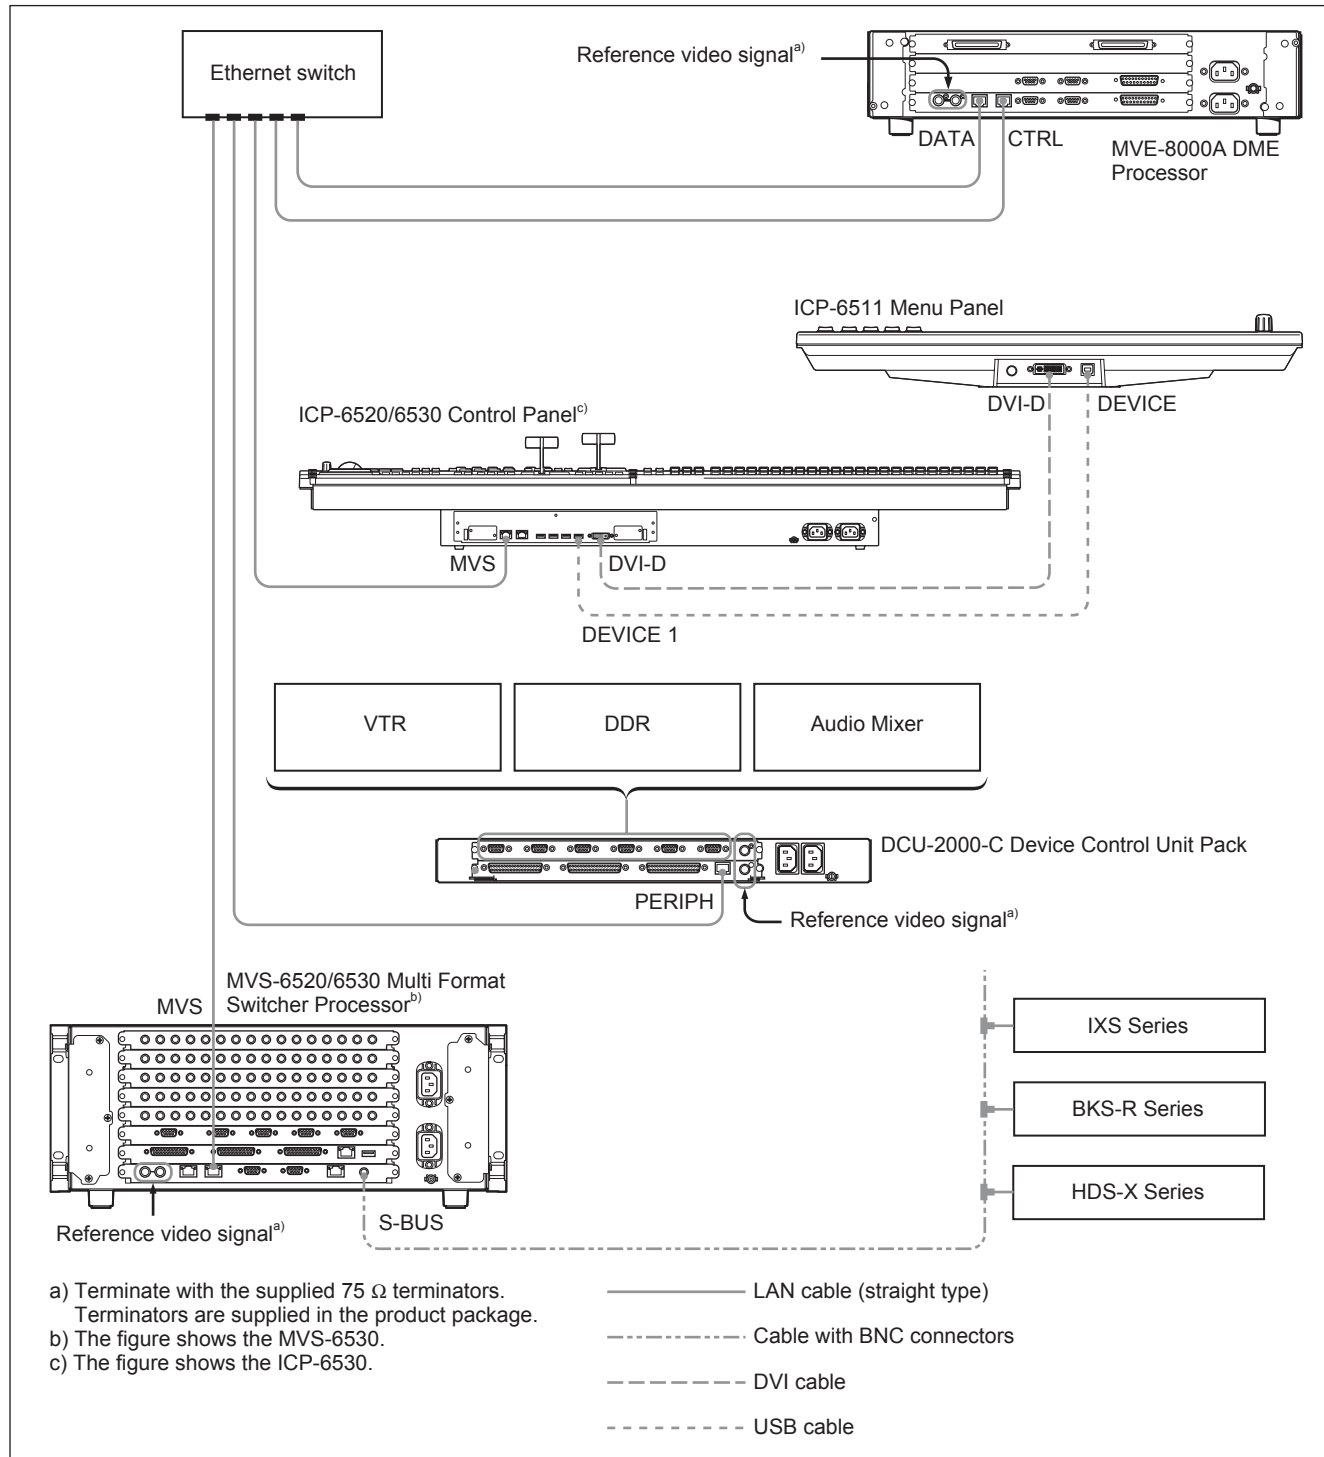 Ethernet switch
Reference video signal a)
DATA
CTRL
MVE-8000A DME
Processor
ICP-6511 Menu Panel
DVI-D
DEVICE
ICP-6520/6530 Control Panel c)
MVS
DVI-D
DEVICE 1
VTR
DDR
Audio Mixer
DCU-2000-C Device Control Unit Pack
PERIPH
Reference video signal a)
MVS-6520/6530 Multi Format
Switcher Processor b)
MVS
IXS Series
BKS-R Series
HDS-X Series
S-BUS
Reference video signal a)
a) Terminate with the supplied 75 Ω terminators.
Terminators are supplied in the product package.
b) The figure shows the MVS-6530.
c) The figure shows the ICP-6530.
LAN cable (straight type)
Cable with BNC connectors
DVI cable
USB cable